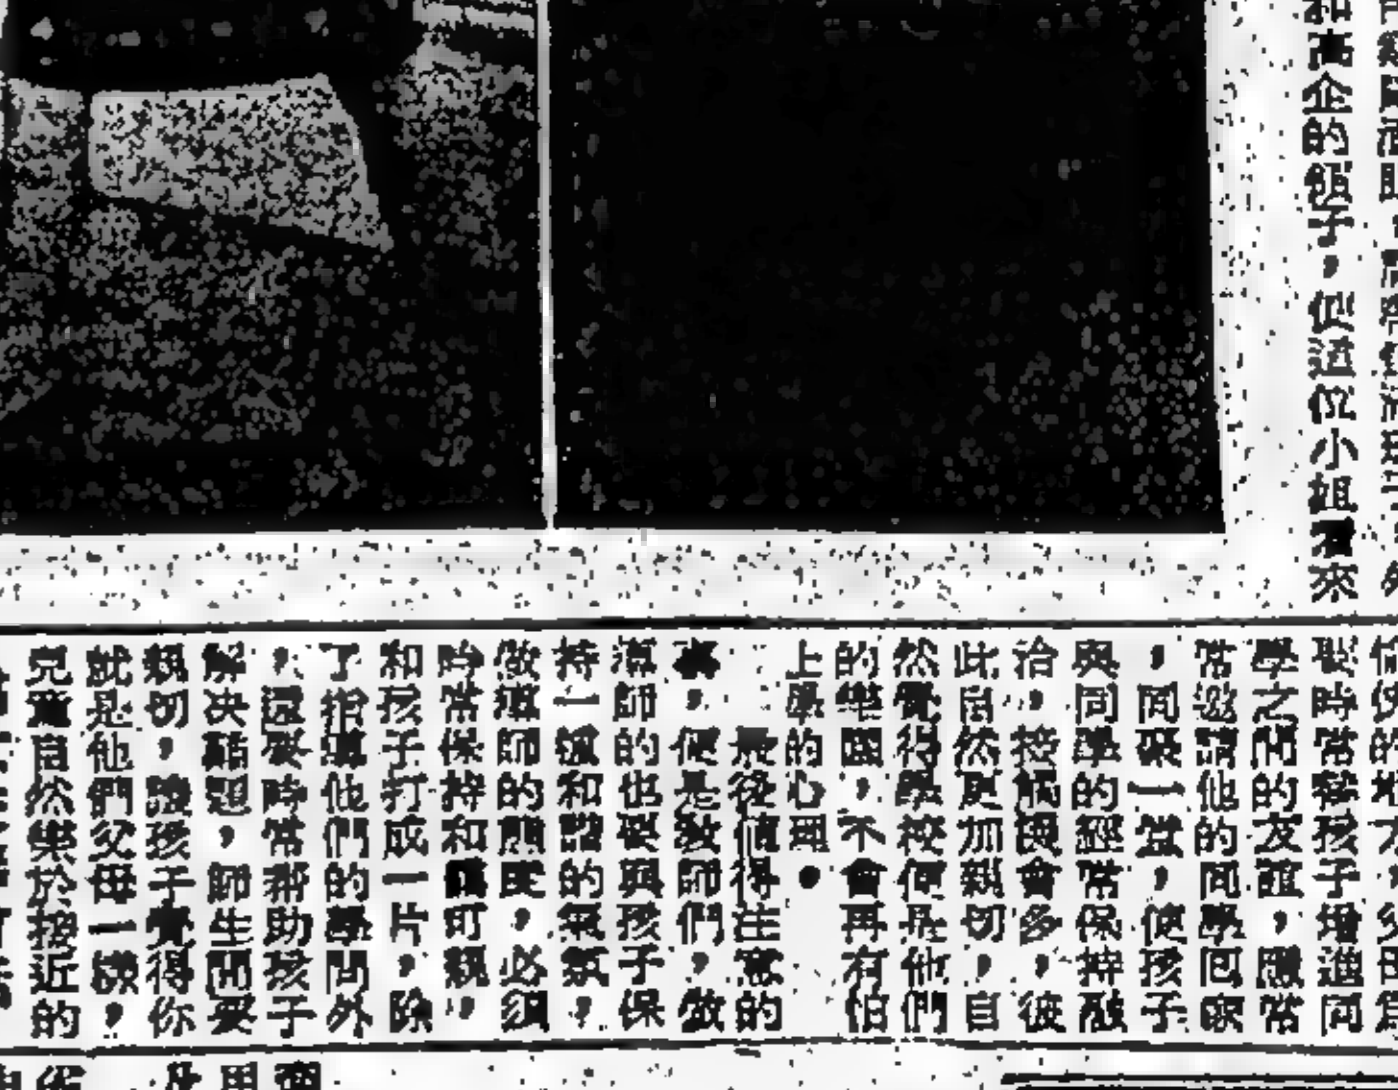 和高企的領子，使這位小姐看來
聚時常發孩子增進同
學之間的友誼，應常
常邀請他的同學回家
，同聚一堂，使孩子
與同學的經常保持融
洽，接觸機會多，彼
此自然更加親切，自
然覺得學校便是他們
的樂園，不會再有怕
上學的心理。
最後值得注意的
事，便是教師們，做
導師的也要與孩子保
持一種和諧的氣氛，
做導師的態度，必須
時常保持和藹可親，
和孩子打成一片，除
了指導他們的學問外
，還要時常幫助孩子
解決難題，師生間要
親切，讓孩子覺得你
就是他們父母一樣，
兒童自然樂於接近的